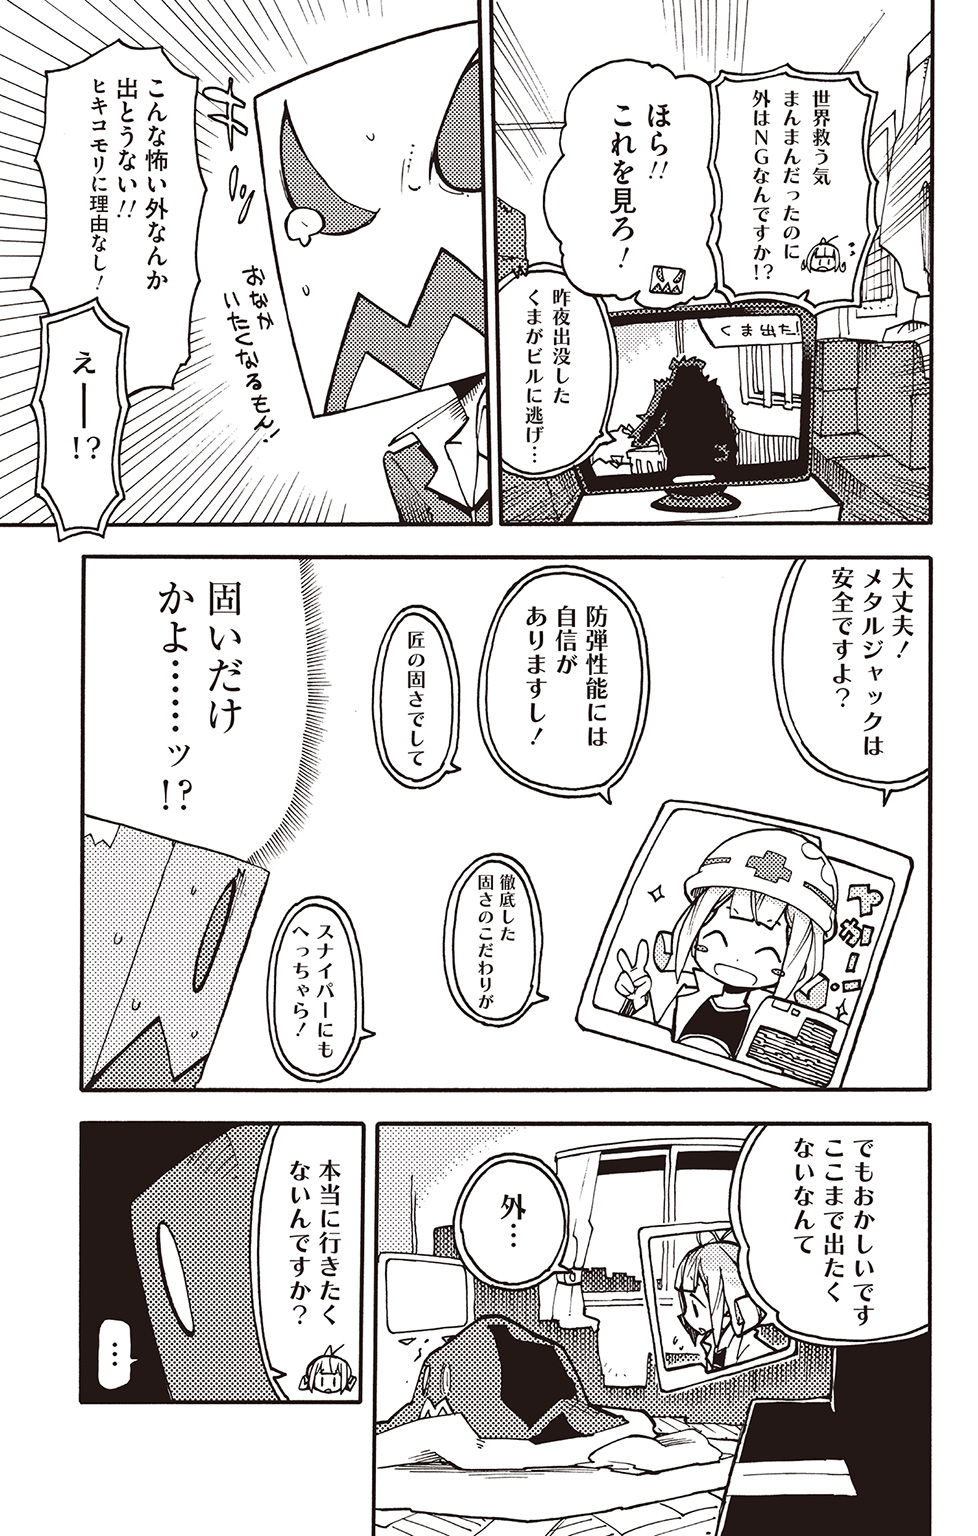 世界救う気
まんまんだったのに
外はNGなんですか!?
ほら!!
これを見ろ!
くま出た!
昨夜出没した
くまがビルに逃げ…
こんな怖い外なんか
出とうない!!
ヒキコモリに理由なし!
おなか
いたくなるもん!
えーー!?
大丈夫!
メタルジャックは
安全ですよ?
防弾性能には
自信が
ありますし!
匠の固さでして
徹底した
固さのこだわりが
スナイパーにも
へっちゃら!
固いだけ
かよ……ッ!?
でもおかしいです
ここまで出たく
ないなんて
外…
本当に行きたく
ないんですか?
…